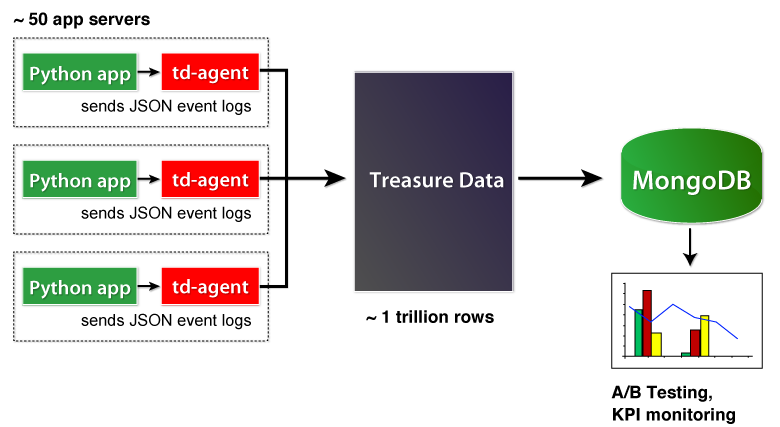 ~ 50 app servers
Python app
td-agent
sends JSON event logs
Python app
td-agent
sends JSON event logs
Python app
td-agent
sends JSON event logs
Treasure Data
~ 1 trillion rows
MongoDB
A/B Testing,
KPI monitoring